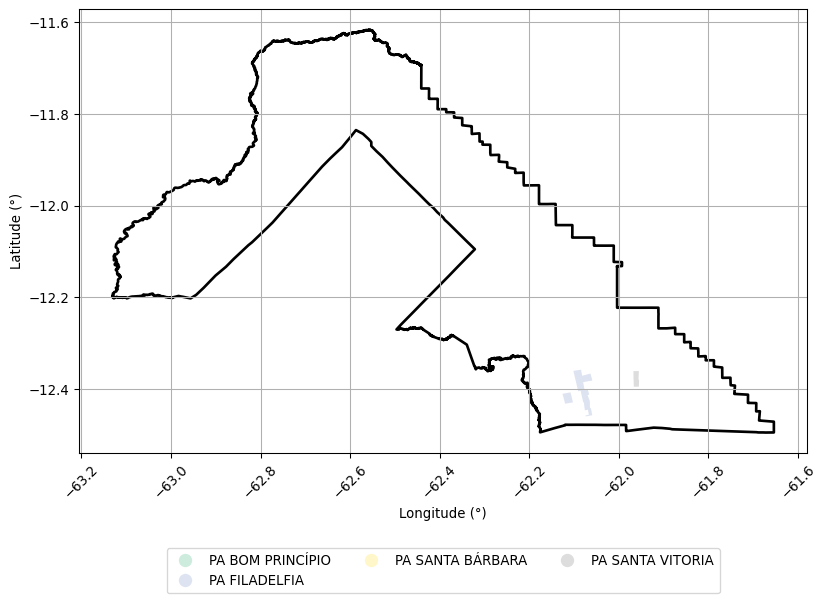 −11.6
−11.8
−12.0
−12.2
−12.4
Latitude (°)
−63.2
−63.0
−62.8
−62.6
−62.4
−62.2
−62.0
−61.8
−61.6
Longitude (°)
PA BOM PRINCÍPIO
PA SANTA BÁRBARA
PA SANTA VITORIA
PA FILADELFIA